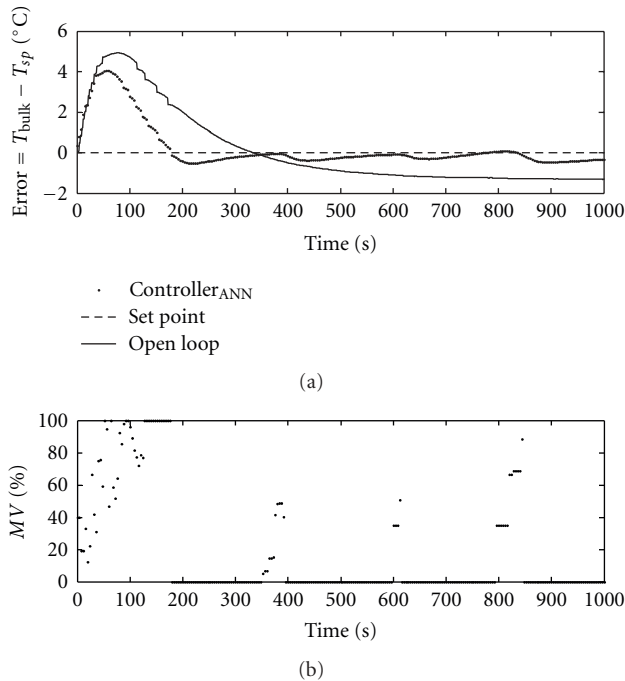 6
4
2
0
−2
Error = T_bulk − T_sp (°C)
0 100 200 300 400 500 600 700 800 900 1000
Time (s)
Controller_ANN
Set point
Open loop
(a)
100
80
60
40
20
0
MV (%)
0 100 200 300 400 500 600 700 800 900 1000
Time (s)
(b)